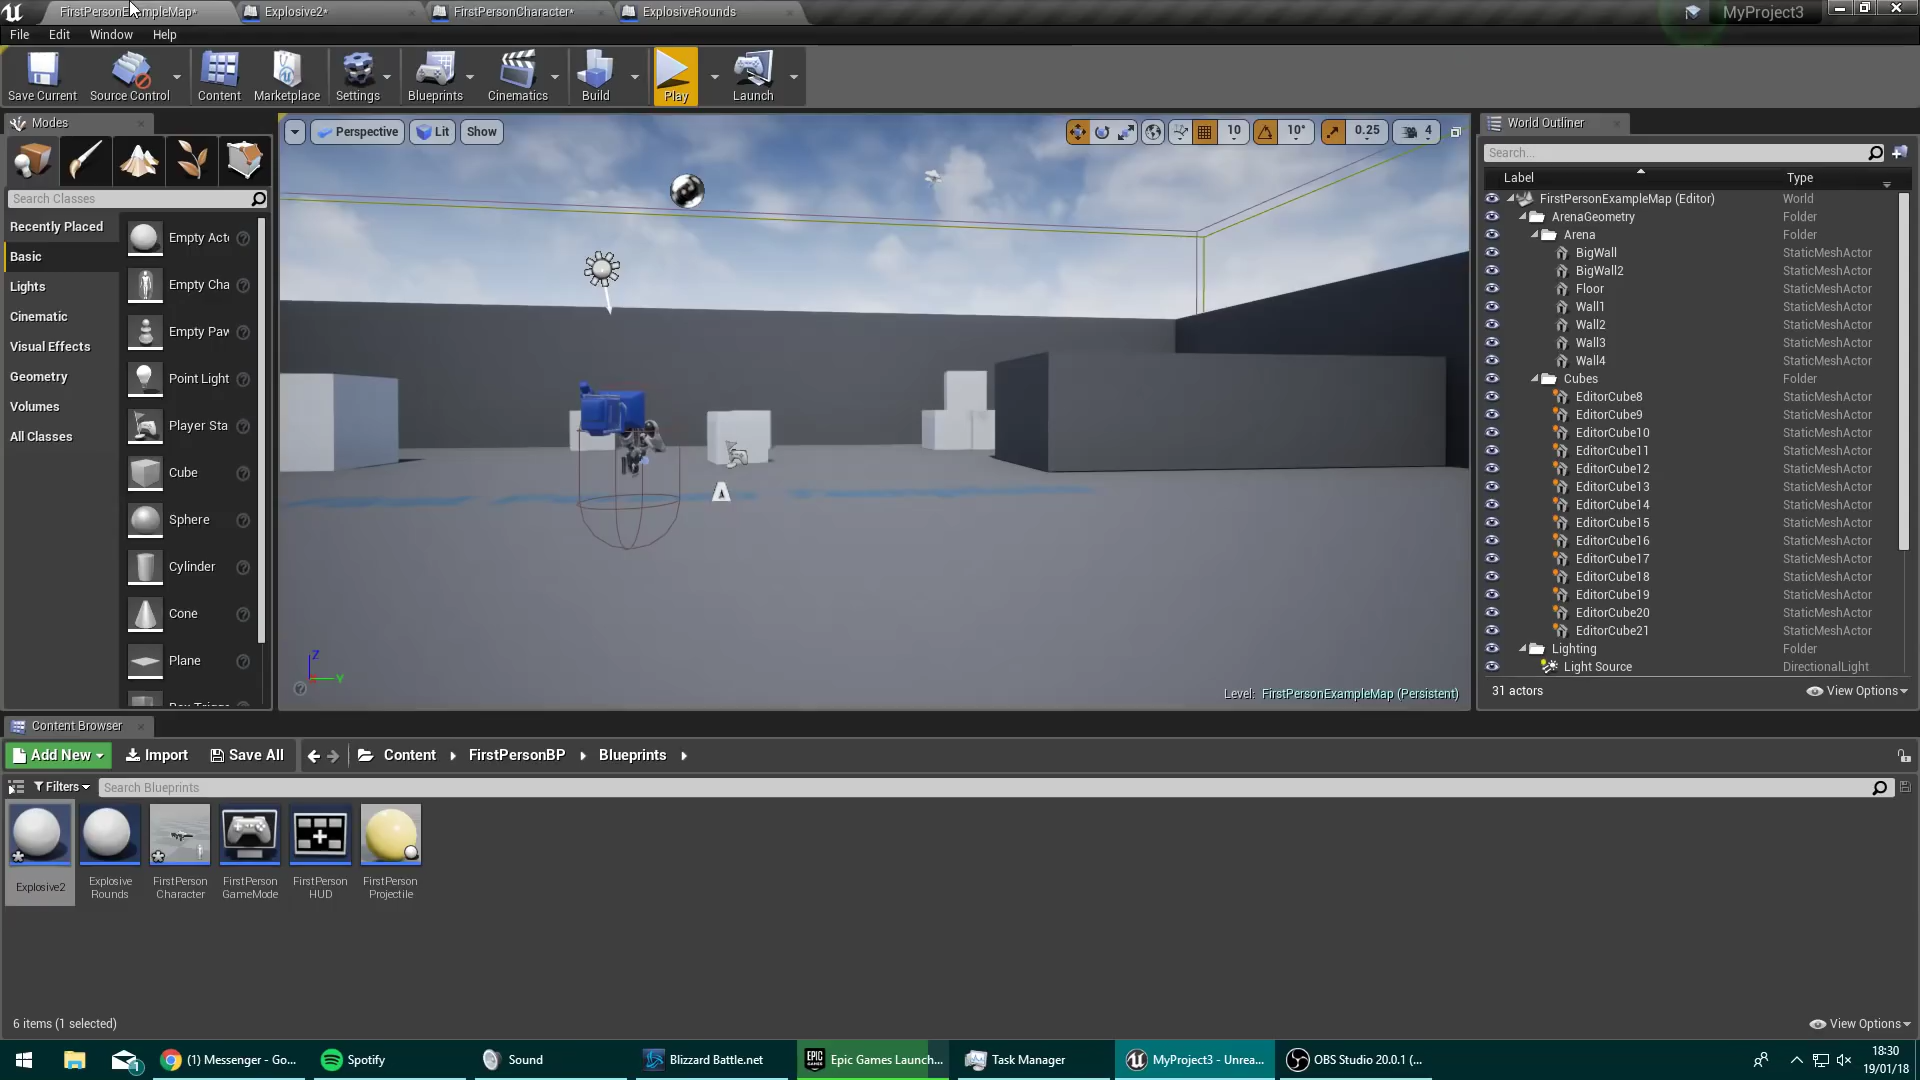 FirstPersonExampleMap*
Explosive2*
FirstPersonCharacter*
ExplosiveRounds
MyProject3
File
Edit
Window
Help
Save Current
Source Control
Content
Marketplace
Settings
Blueprints
Cinematics
Build
Play
Launch
Modes
Search Classes
Recently Placed
Basic
Lights
Cinematic
Visual Effects
Geometry
Volumes
All Classes
Empty Act
Empty Cha
Empty Paw
Point Light
Player Sta
Cube
Sphere
Cylinder
Cone
Plane
Perspective
Lit
Show
10
10°
0.25
4
Z
Y
Level: FirstPersonExampleMap (Persistent)
World Outliner
Search...
Label
Type
FirstPersonExampleMap (Editor) World
ArenaGeometry Folder
Arena Folder
BigWall StaticMeshActor
BigWall2 StaticMeshActor
Floor StaticMeshActor
Wall1 StaticMeshActor
Wall2 StaticMeshActor
Wall3 StaticMeshActor
Wall4 StaticMeshActor
Cubes Folder
EditorCube8 StaticMeshActor
EditorCube9 StaticMeshActor
EditorCube10 StaticMeshActor
EditorCube11 StaticMeshActor
EditorCube12 StaticMeshActor
EditorCube13 StaticMeshActor
EditorCube14 StaticMeshActor
EditorCube15 StaticMeshActor
EditorCube16 StaticMeshActor
EditorCube17 StaticMeshActor
EditorCube18 StaticMeshActor
EditorCube19 StaticMeshActor
EditorCube20 StaticMeshActor
EditorCube21 StaticMeshActor
Lighting Folder
Light Source DirectionalLight
31 actors
View Options
Content Browser
Add New
Import
Save All
Content
FirstPersonBP
Blueprints
Filters
Search Blueprints
Explosive2
Explosive
Rounds
FirstPerson
Character
FirstPerson
GameMode
FirstPerson
HUD
FirstPerson
Projectile
6 items (1 selected)
View Options
1
(1) Messenger - Go...
Spotify
Sound
Blizzard Battle.net
EPIC
GAMES
Epic Games Launch...
Task Manager
MyProject3 - Unrea...
OBS Studio 20.0.1 (...
18:30
19/01/18